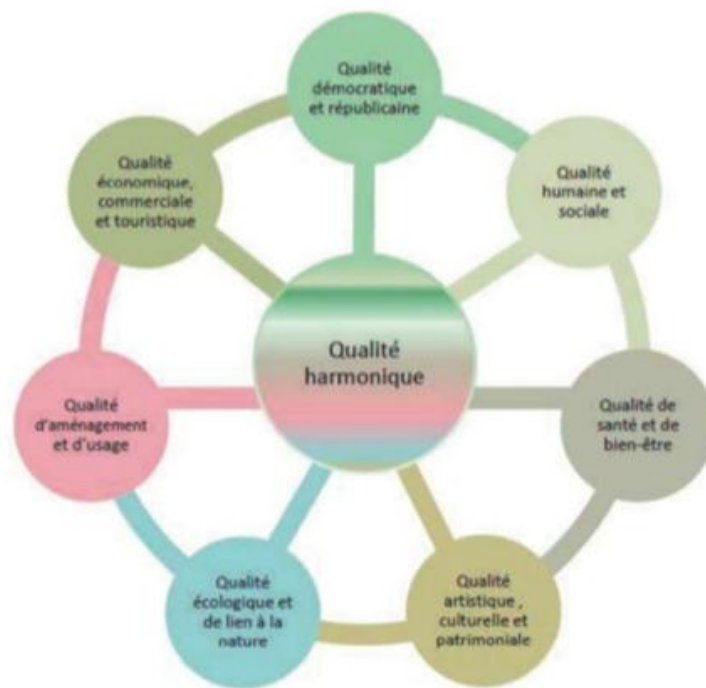 Qualité
démocratique
et républicaine
Qualité
humaine et
sociale
Qualité de
santé et de
bien-être
Qualité
artistique ,
culturelle et
patrimoniale
Qualité
écologique et
de lien à la
nature
Qualité
d'aménagement
et d'usage
Qualité
économique,
commerciale
et touristique
Qualité
harmonique